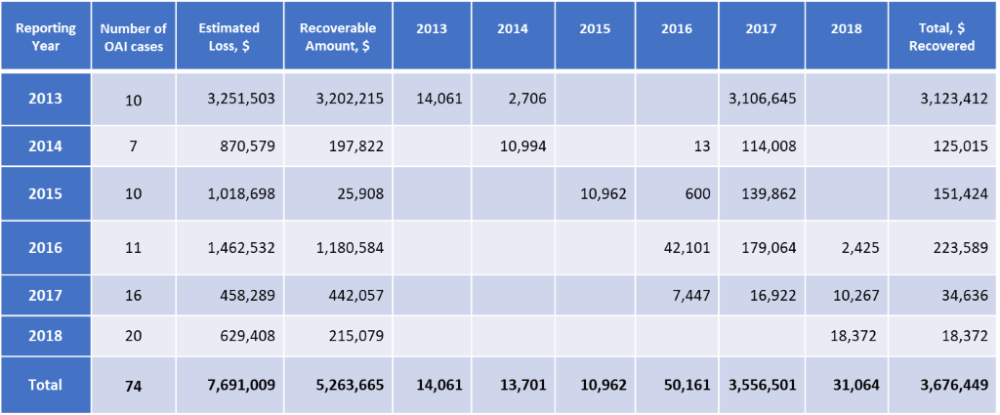 Reporting Year Number of OAI cases Estimated Loss, $ Recoverable Amount, $ 2013 2014 2015 2016 2017 2018 Total, $ Recovered
2013 10 3,251,503 3,202,215 14,061 2,706 3,106,645 3,123,412
2014 7 870,579 197,822 10,994 13 114,008 125,015
2015 10 1,018,698 25,908 10,962 600 139,862 151,424
2016 11 1,462,532 1,180,584 42,101 179,064 2,425 223,589
2017 16 458,289 442,057 7,447 16,922 10,267 34,636
2018 20 629,408 215,079 18,372 18,372
Total 74 7,691,009 5,263,665 14,061 13,701 10,962 50,161 3,556,501 31,064 3,676,449